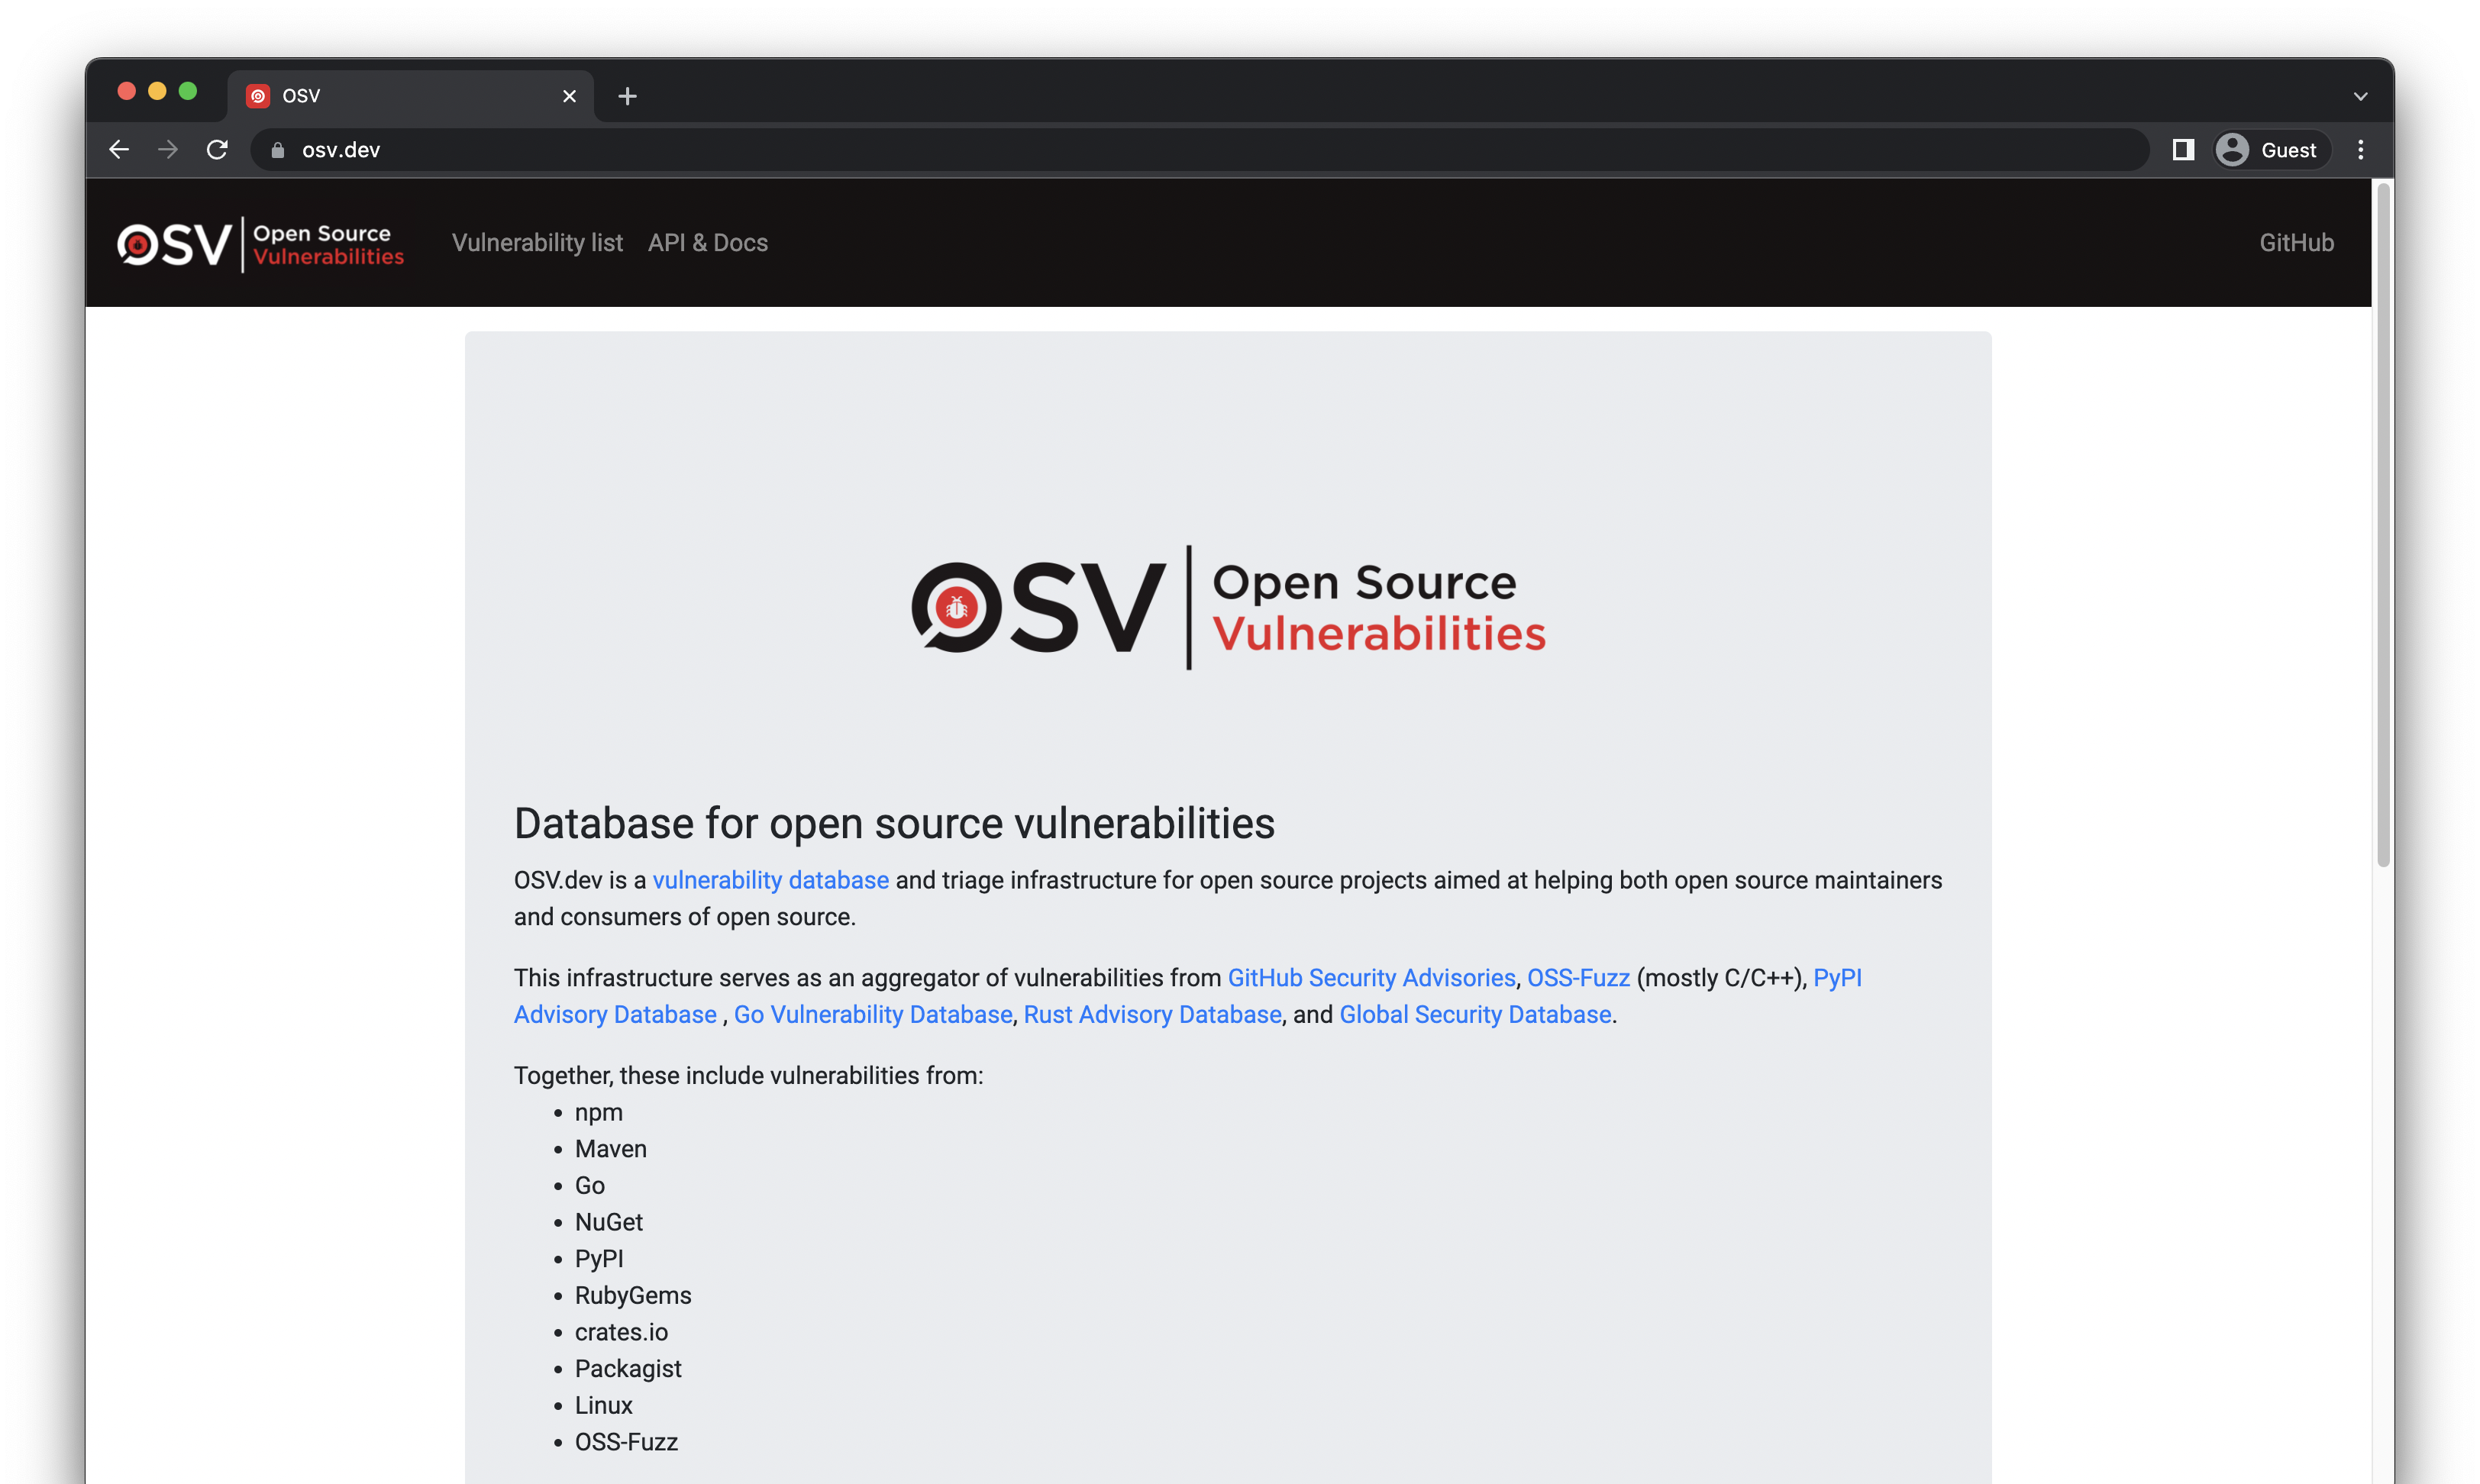 OSV
osv.dev
Guest
OSV Open Source
Vulnerabilities
Vulnerability list API & Docs
GitHub
OSV Open Source
Vulnerabilities
Database for open source vulnerabilities
OSV.dev is a vulnerability database and triage infrastructure for open source projects aimed at helping both open source maintainers
and consumers of open source.
This infrastructure serves as an aggregator of vulnerabilities from GitHub Security Advisories, OSS-Fuzz (mostly C/C++), PyPI
Advisory Database , Go Vulnerability Database, Rust Advisory Database, and Global Security Database.
Together, these include vulnerabilities from:
• npm
• Maven
• Go
• NuGet
• PyPI
• RubyGems
• crates.io
• Packagist
• Linux
• OSS-Fuzz